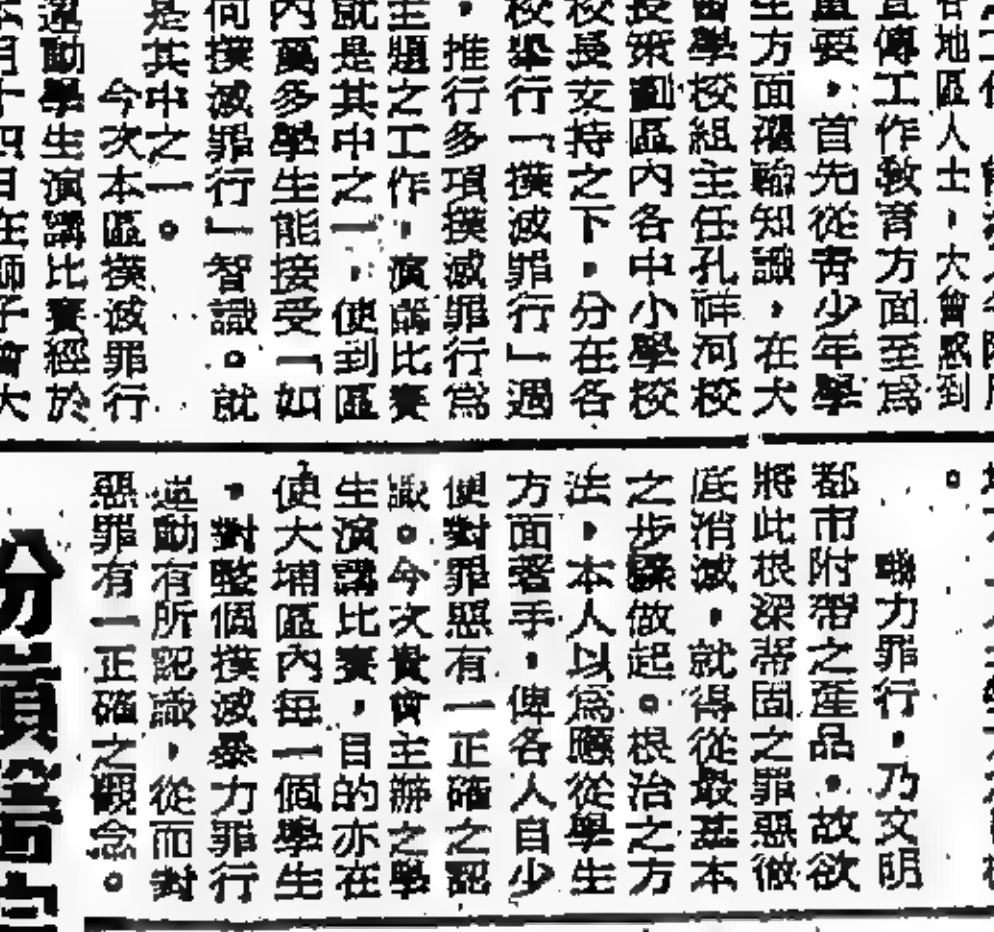 各地區人士，大會感到
宣傳工作敎育方面至爲
重要，首先從青少年學
生方面灌輸知識，在大
會學校組主任孔祥河校
長策劃區內各中小學校
校長支持之下，分在各
校舉行「撲滅罪行」週
，推行多項撲滅罪行爲
主題之工作，演講比賽
就是其中之一，使到區
內萬多學生能接受「如
何撲滅罪行」智識。就
是其中之一。
今次本區撲滅罪行
運動學生演講比賽經於
月十四日在師子會大
力罪行，乃文明
都市附帶之產品，故欲
將此根深蒂固之罪惡徹
底消滅，就得從最基本
之步驟做起。根治之方
法，本人以爲應從學生
方面著手，俾各人自少
便對罪惡有一正確之認
識。今次貴會主辦之學
生演講比賽，目的亦在
使大埔區內每一個學生
，對整個撲滅暴力罪行
運動有所認識，從而對
惡罪有一正確之觀念。
粉嶺